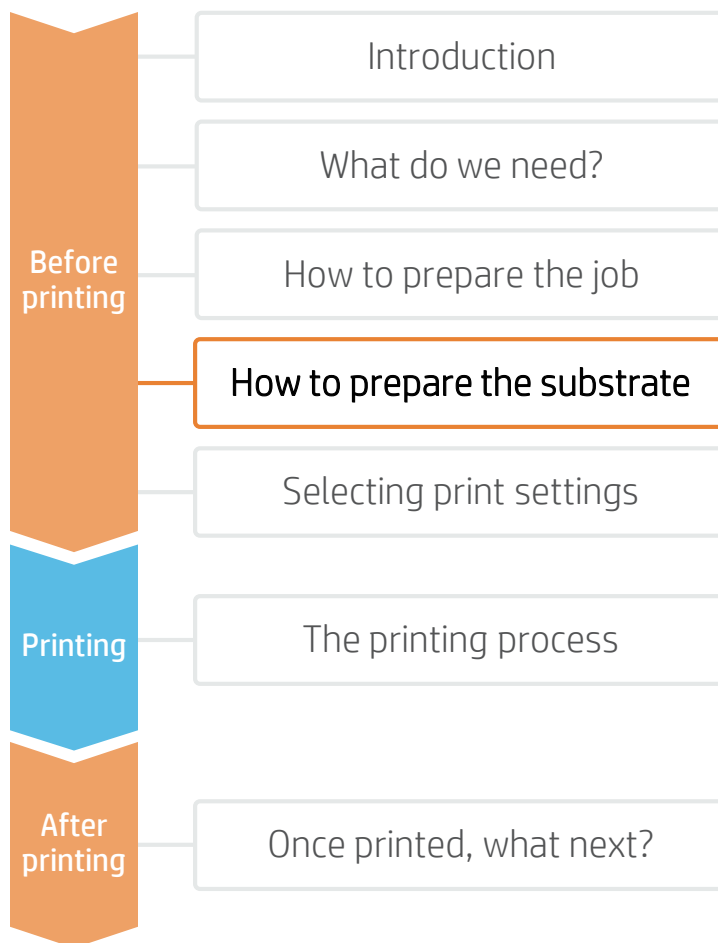 Introduction
What do we need?
Before
printing
How to prepare the job
How to prepare the substrate
Selecting print settings
Printing
The printing process
After
printing
Once printed, what next?